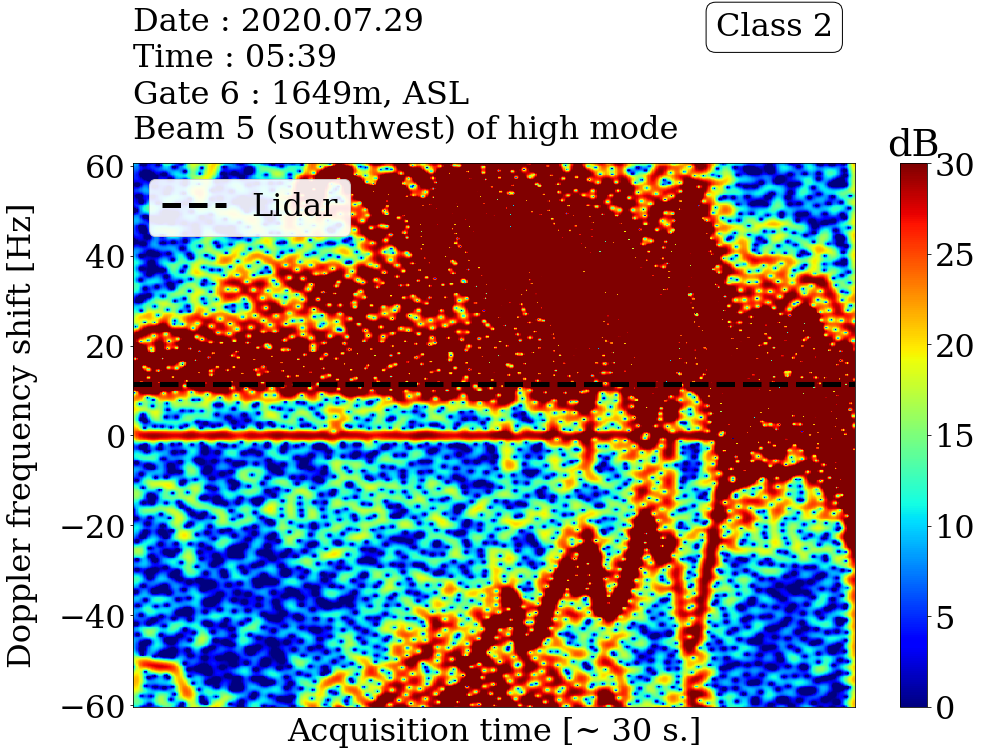 Date : 2020.07.29
Time : 05:39
Gate 6 : 1649m, ASL
Beam 5 (southwest) of high mode
Class 2
dB
Lidar
Doppler frequency shift [Hz]
60
40
20
0
−20
−40
−60
Acquisition time [~ 30 s.]
30
25
20
15
10
5
0